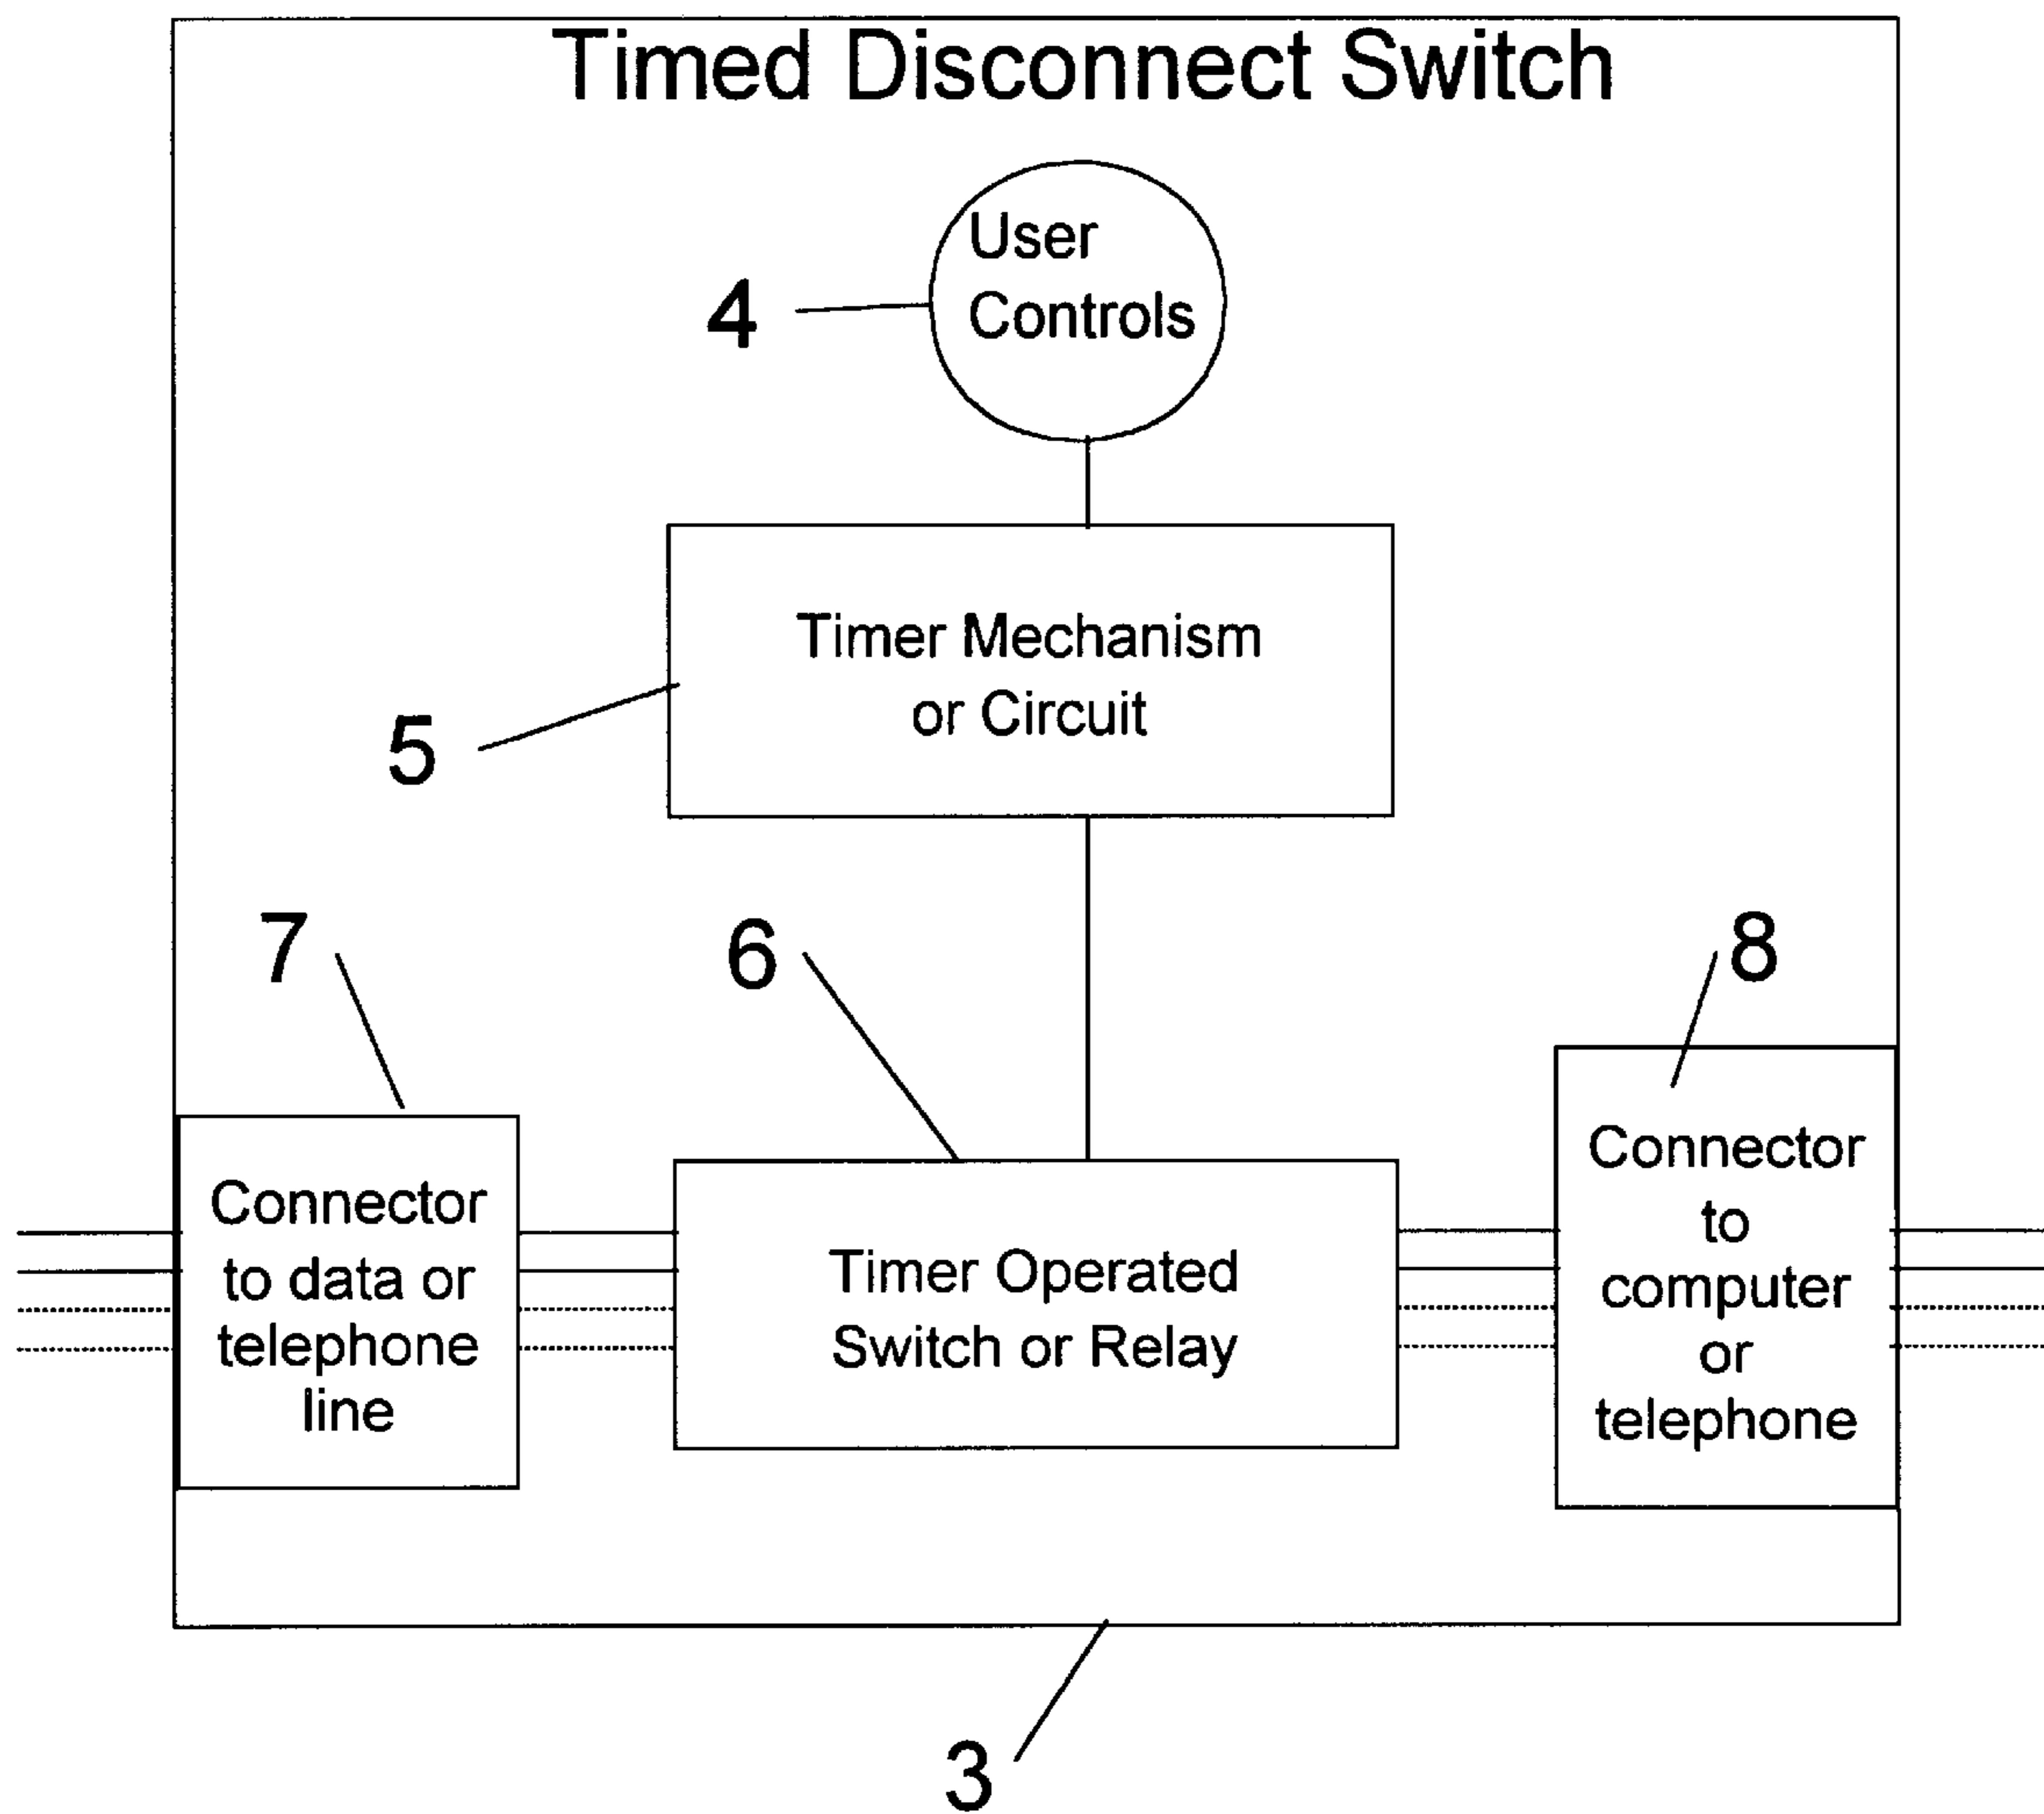 Timed Disconnect Switch
User
Controls
4
Timer Mechanism
or Circuit
5
7
6
8
Connector
to data or
telephone
line
Timer Operated
Switch or Relay
Connector
to
computer
or
telephone
3